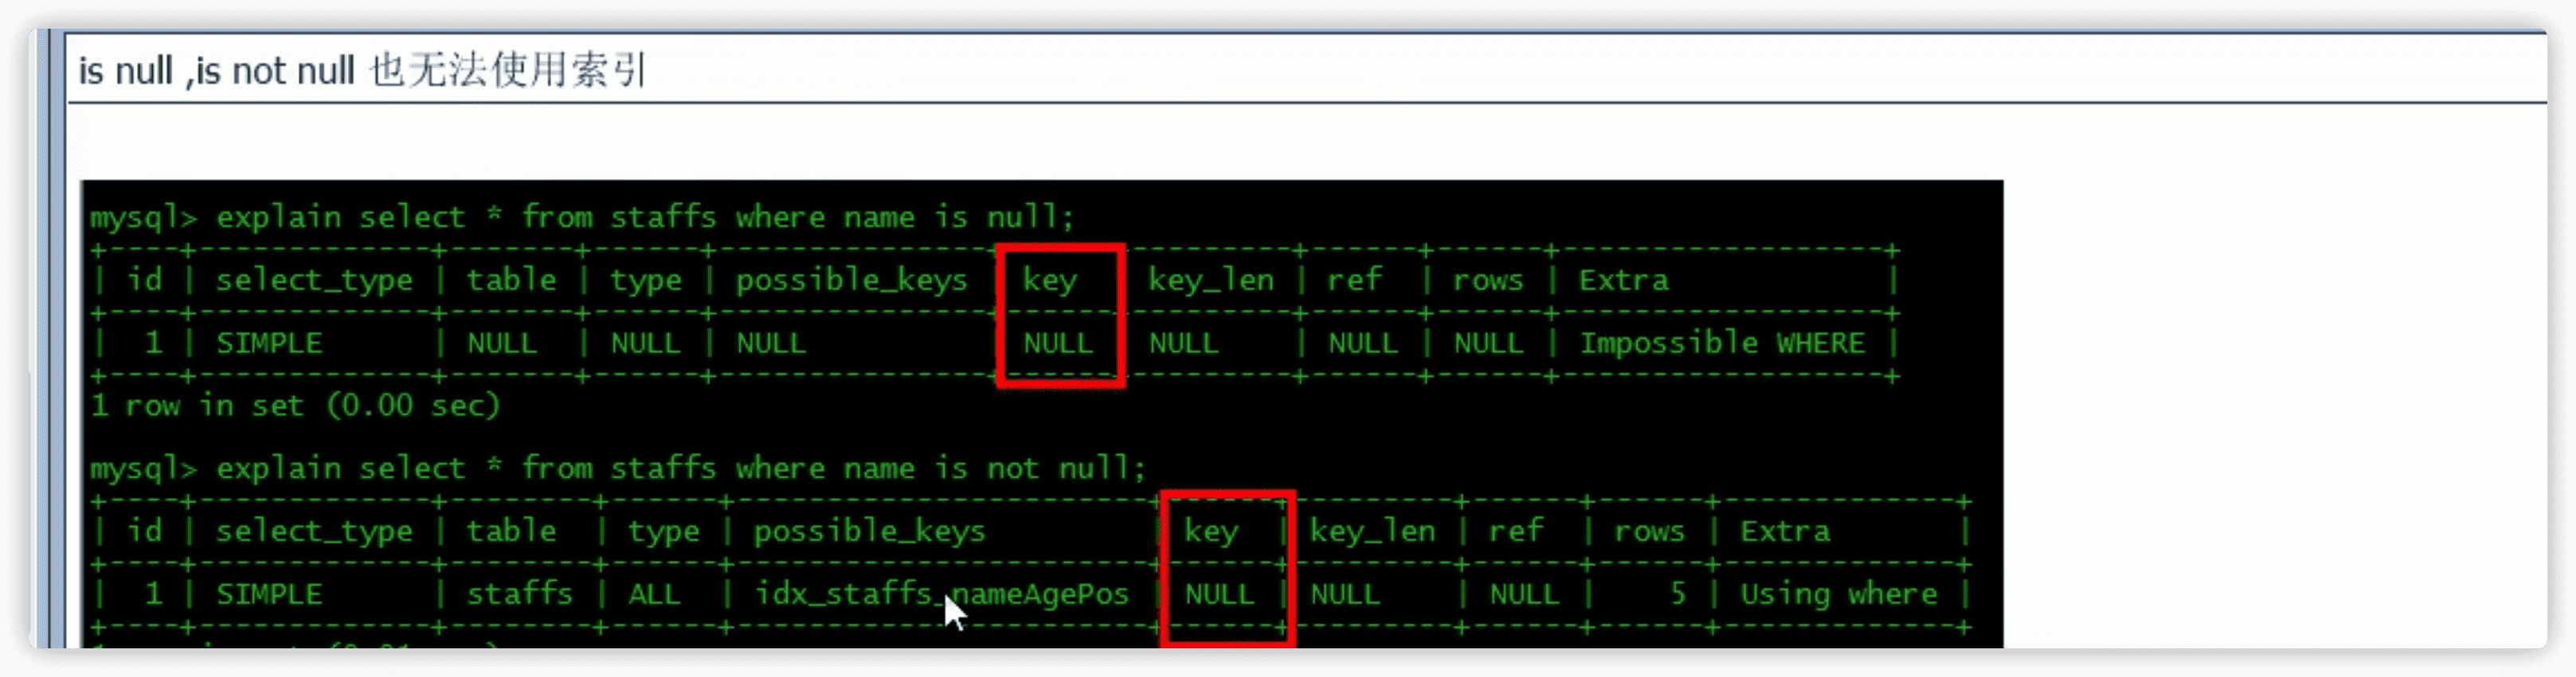 is null ,is not null 也无法使用索引
mysql> explain select * from staffs where name is null;
+----+-------------+-------+------+---------------+------+---------+------+------+------------------+
| id | select_type | table | type | possible_keys | key | key_len | ref | rows | Extra |
+----+-------------+-------+------+---------------+------+---------+------+------+------------------+
| 1 | SIMPLE | NULL | NULL | NULL | NULL | NULL | NULL | NULL | Impossible WHERE |
+----+-------------+-------+------+---------------+------+---------+------+------+------------------+
1 row in set (0.00 sec)
mysql> explain select * from staffs where name is not null;
+----+-------------+--------+------+-----------------------+------+---------+------+------+-------------+
| id | select_type | table | type | possible_keys | key | key_len | ref | rows | Extra |
+----+-------------+--------+------+-----------------------+------+---------+------+------+-------------+
| 1 | SIMPLE | staffs | ALL | idx_staffs_nameAgePos | NULL | NULL | NULL | 5 | Using where |
+----+-------------+--------+------+-----------------------+------+---------+------+------+-------------+